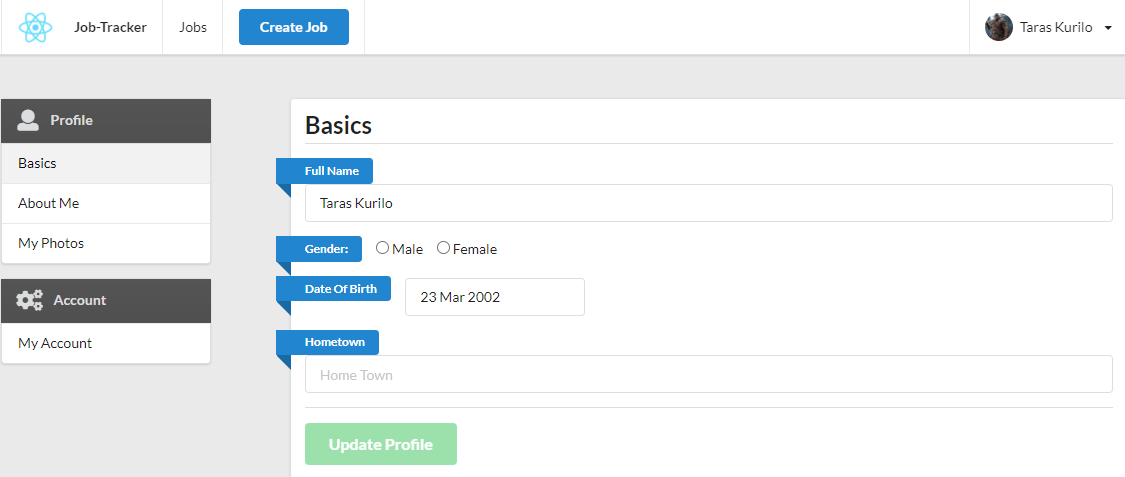 Job-Tracker
Jobs
Create Job
Taras Kurilo
Profile
Basics
About Me
My Photos
Account
My Account
Basics
Full Name
Taras Kurilo
Gender: Male Female
Date Of Birth 23 Mar 2002
Hometown
Home Town
Update Profile